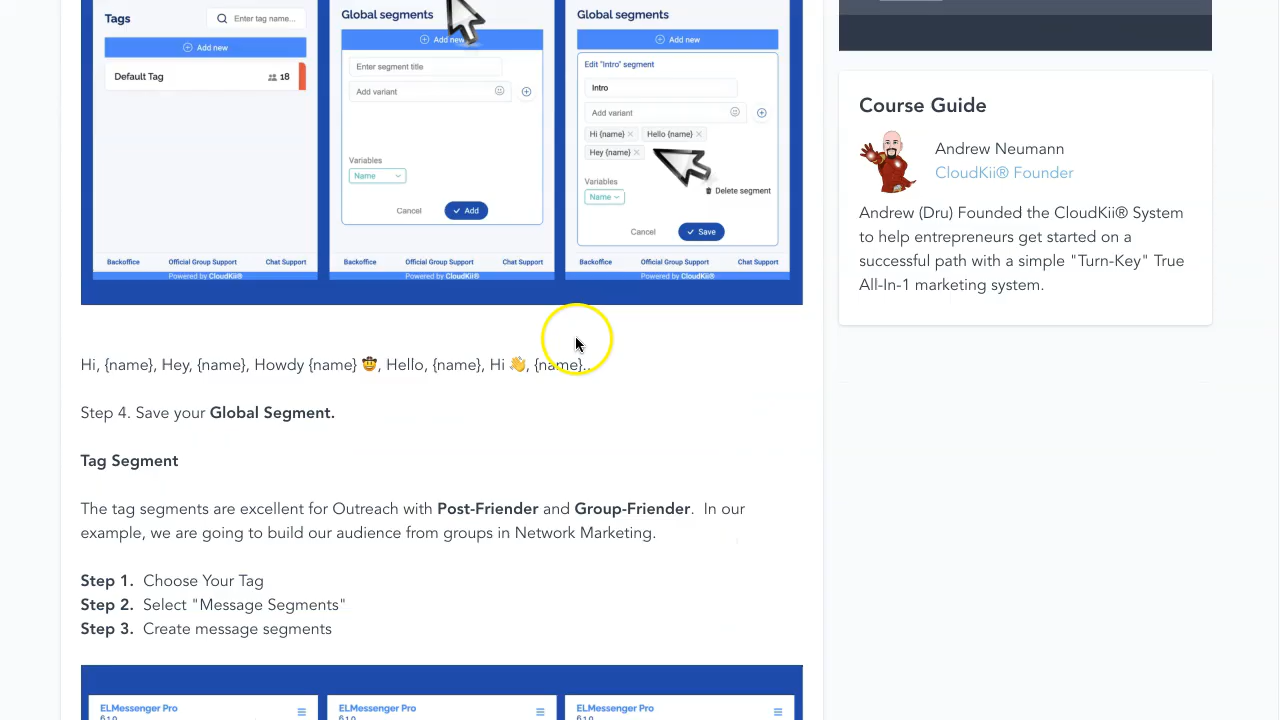 Tags
Enter tag name...
Add new
Default Tag
18
Backoffice
Official Group Support
Chat Support
Powered by CloudKii®
Global segments
Add new
Enter segment title
Add variant
Variables
Name
Cancel
Add
Backoffice
Official Group Support
Chat Support
Powered by CloudKii®
Global segments
Add new
Edit "Intro" segment
Intro
Add variant
Hi {name} × Hello {name} ×
Hey {name} ×
Variables
Delete segment
Name
Cancel
Save
Backoffice
Official Group Support
Chat Support
Powered by CloudKii®
Hi, {name}, Hey, {name}, Howdy {name} 🤠, Hello, {name}, Hi 👋, {name}..
Step 4. Save your Global Segment.
Tag Segment
The tag segments are excellent for Outreach with Post-Friender and Group-Friender. In our
example, we are going to build our audience from groups in Network Marketing.
Step 1. Choose Your Tag
Step 2. Select "Message Segments"
Step 3. Create message segments
ELMessenger Pro
ELMessenger Pro
ELMessenger Pro
Course Guide
Andrew Neumann
CloudKii® Founder
Andrew (Dru) Founded the CloudKii® System
to help entrepreneurs get started on a
successful path with a simple "Turn-Key" True
All-In-1 marketing system.